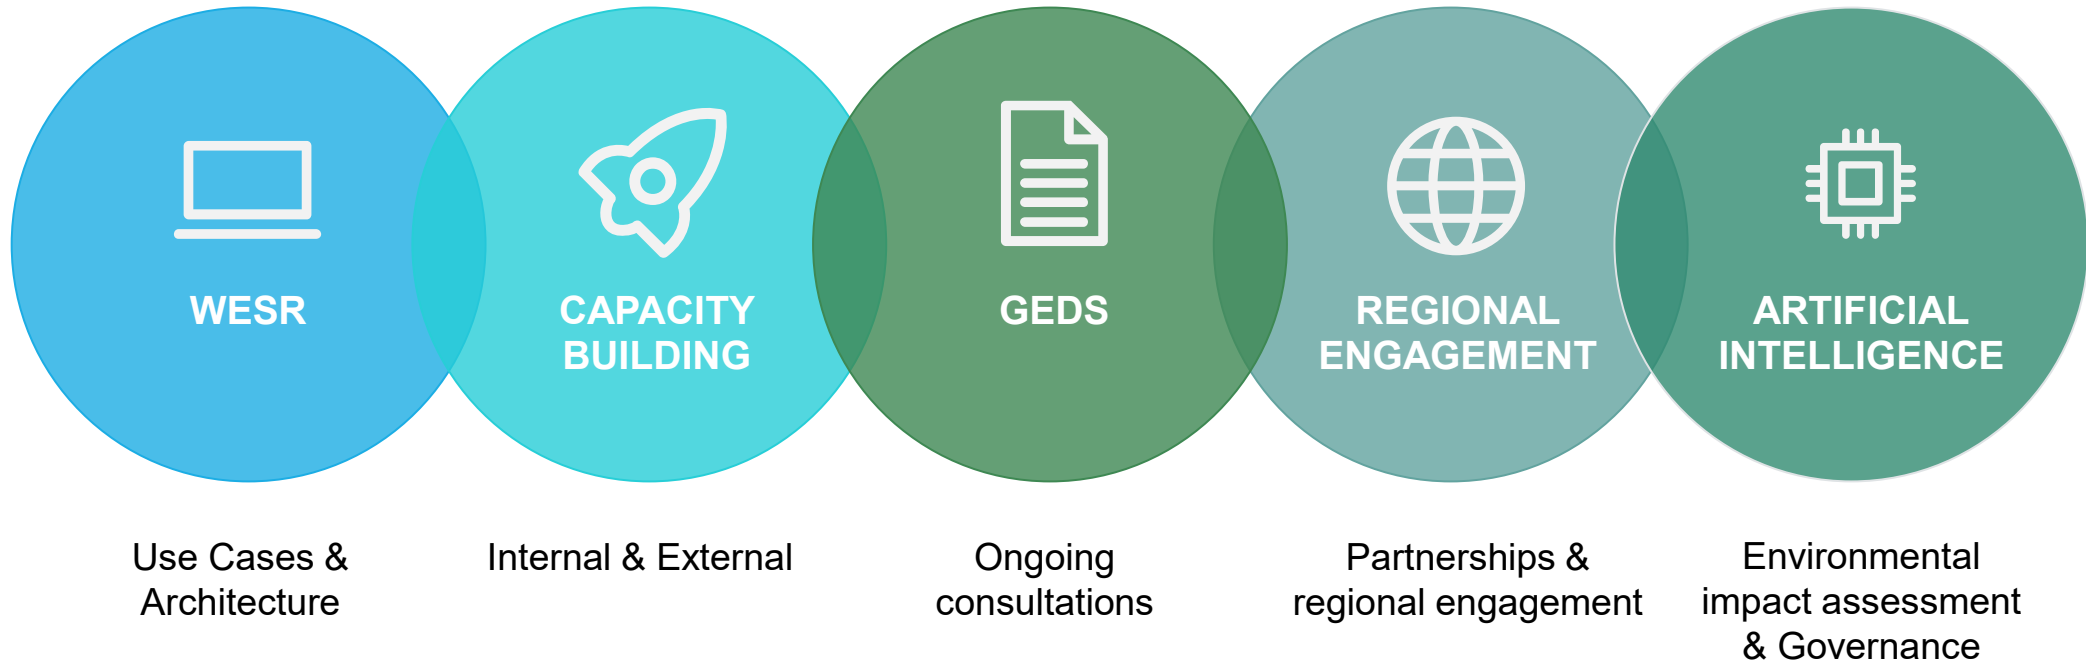 WESR
CAPACITY
BUILDING
GEDS
REGIONAL
ENGAGEMENT
ARTIFICIAL
INTELLIGENCE
Use Cases &
Architecture
Internal & External
Ongoing
consultations
Partnerships &
regional engagement
Environmental
impact assessment
& Governance